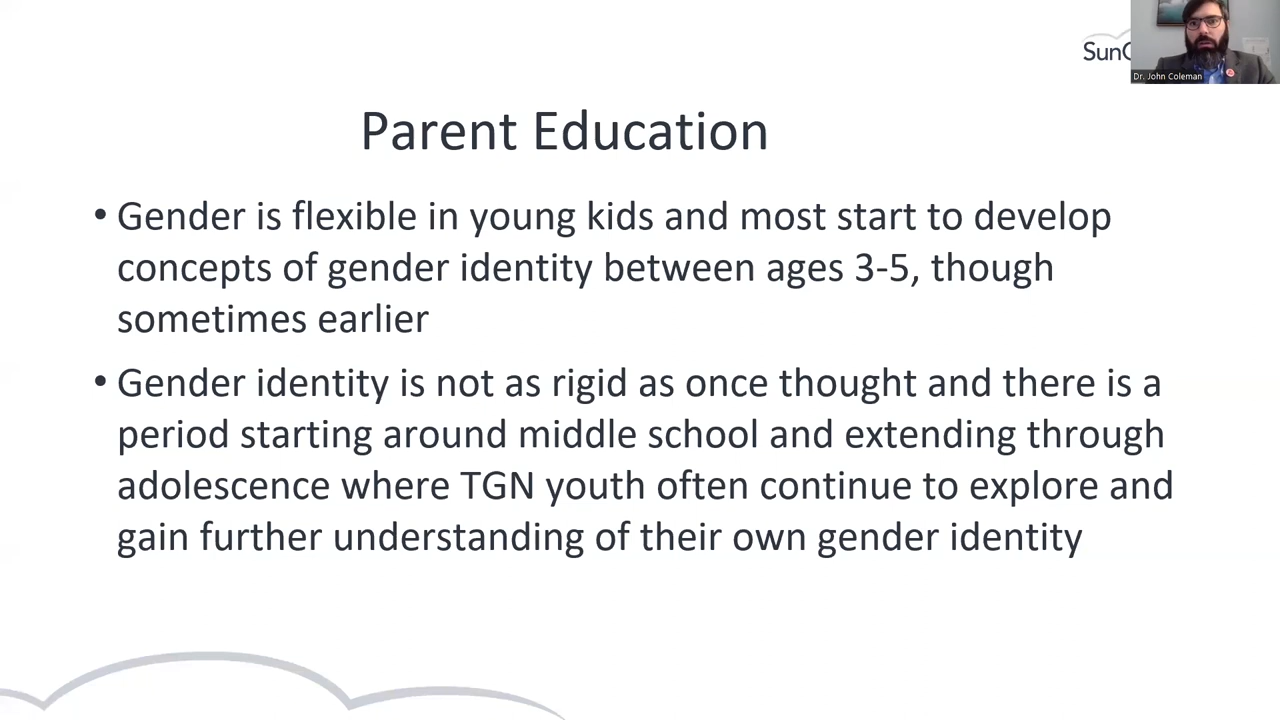 SunC
Dr. John Coleman
Parent Education
• Gender is flexible in young kids and most start to develop
concepts of gender identity between ages 3-5, though
sometimes earlier
• Gender identity is not as rigid as once thought and there is a
period starting around middle school and extending through
adolescence where TGN youth often continue to explore and
gain further understanding of their own gender identity